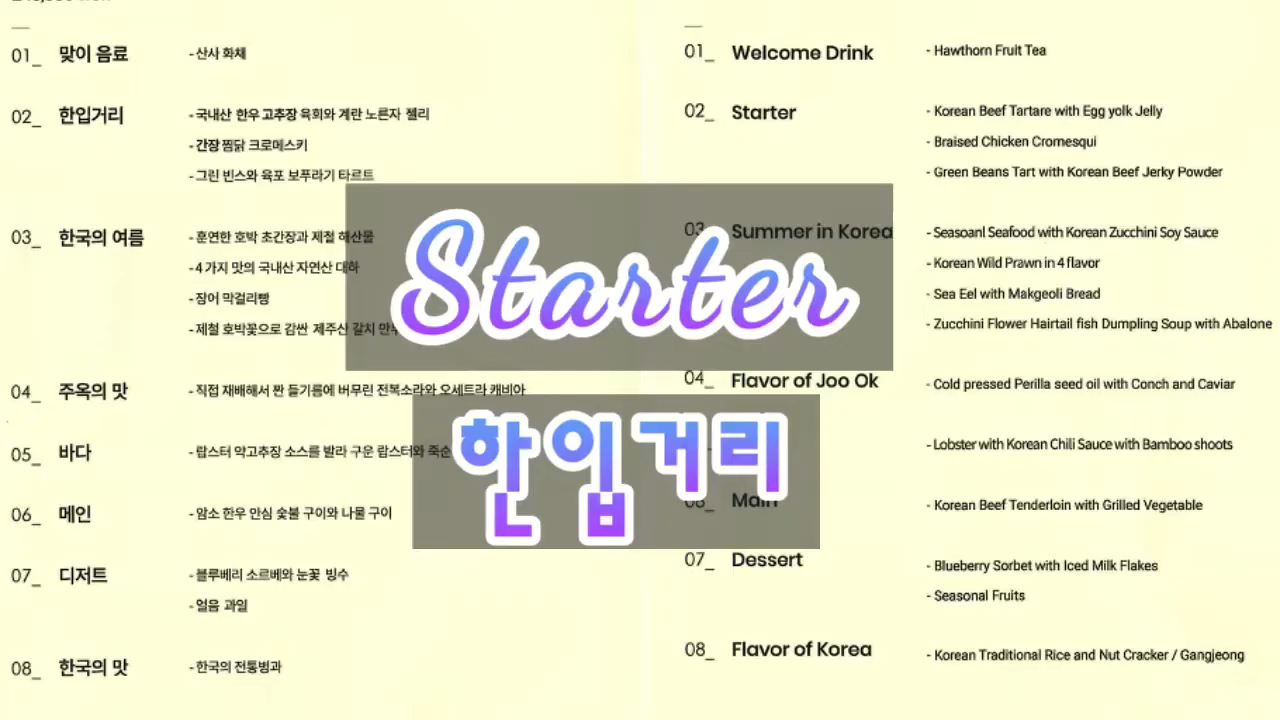 01_ 맞이 음료 - 산사 화채
02_ 한입거리 - 국내산 한우 고추장 육회와 계란 노른자 젤리
- 간장 찜닭 크로메스키
- 그린 빈스와 육포 보푸라기 타르트
03_ 한국의 여름 - 훈연한 호박 초간장과 제철 해산물
- 4가지 맛의 국내산 자연산 대하
- 장어 막걸리빵
- 제철 호박꽃으로 감싼 제주산 갈치
04_ 주옥의 맛 - 직접 재배해서 짠 들기름에 버무린 전복소라와 오세트라 캐비아
05_ 바다 - 랍스터 약고추장 소스를 발라 구운 랍스터와 죽순
06_ 메인 - 암소 한우 안심 숯불 구이와 나물 구이
07_ 디저트 - 블루베리 소르베와 눈꽃 빙수
- 얼음 과일
08_ 한국의 맛 - 한국의 전통병과
Starter
한입거리
01_ Welcome Drink - Hawthorn Fruit Tea
02_ Starter - Korean Beef Tartare with Egg yolk Jelly
- Braised Chicken Cromesqui
- Green Beans Tart with Korean Beef Jerky Powder
03_ Summer in Korea - Seasoanl Seafood with Korean Zucchini Soy Sauce
- Korean Wild Prawn in 4 flavor
- Sea Eel with Makgeoli Bread
- Zucchini Flower Hairtail fish Dumpling Soup with Abalone
04_ Flavor of Joo Ok - Cold pressed Perilla seed oil with Conch and Caviar
- Lobster with Korean Chili Sauce with Bamboo shoots
06_ Main - Korean Beef Tenderloin with Grilled Vegetable
07_ Dessert - Blueberry Sorbet with Iced Milk Flakes
- Seasonal Fruits
08_ Flavor of Korea - Korean Traditional Rice and Nut Cracker / Gangjeong